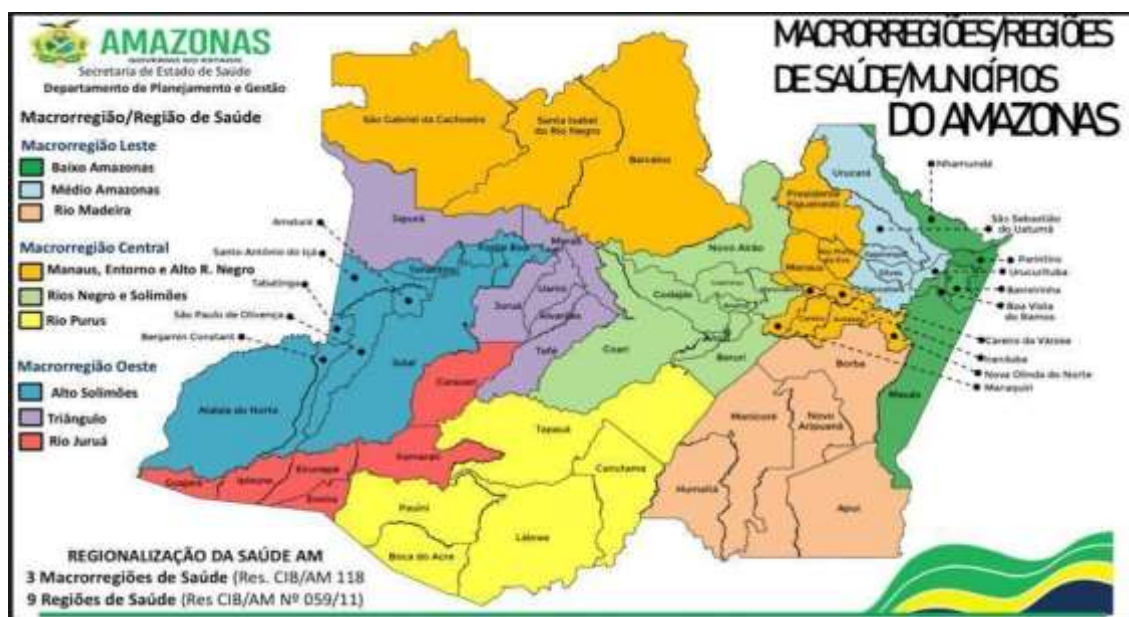 AMAZONAS
GOVERNO DO ESTADO
Secretaria de Estado de Saúde
Departamento de Planejamento e Gestão
MACRORREGIÕES/REGIÕES
DE SAÚDE/MUNCÍPIOS
DO AMAZONAS
Macrorregião/Região de Saúde
Macrorregião Leste
Baixo Amazonas
Médio Amazonas
Rio Madeira
Macrorregião Central
Manaus, Entorno e Alto R. Negro
Rios Negro e Solimões
Rio Purus
Macrorregião Oeste
Alto Solimões
Triângulo
Rio Juruá
São Gabriel da Cachoeira
Santa Isabel
do Rio Negro
Barcelos
Japurá
Maraã
Amaturá
Santo Antônio do Içá
Tabatinga
São Paulo de Olivença
Benjamin Constant
Atalaia do Norte
Jutaí
Juruá
Uarini
Alvarães
Tefé
Carauari
Guajará
Ipixuna
Eirunepé
Envira
Itamarati
Novo Airão
Codajás
Coari
Anori
Beruri
Tapauá
Canutama
Pauini
Boca do Acre
Lábrea
Presidente
Figueiredo
Manaus
Urucará
Borba
Manicoré
Novo
Aripuanã
Humaitá
Apuí
Maués
Nhamundá
São Sebastião
do Uatumã
Parintins
Urucurituba
Barreirinha
Boa Vista
do Ramos
Careiro da Várzea
Iranduba
Nova Olinda do Norte
Manaquiri
REGIONALIZAÇÃO DA SAÚDE AM
3 Macrorregiões de Saúde (Res. CIB/AM 118
9 Regiões de Saúde (Res CIB/AM Nº 059/11)